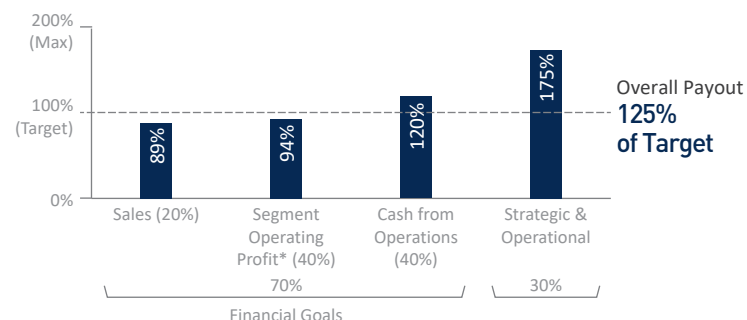 200%
(Max)
100%
(Target)
0%
89%
94%
120%
175%
Overall Payout
125%
of Target
Sales (20%)
Segment
Operating
Profit* (40%)
Cash from
Operations
(40%)
Strategic &
Operational
70%
30%
Financial Goals